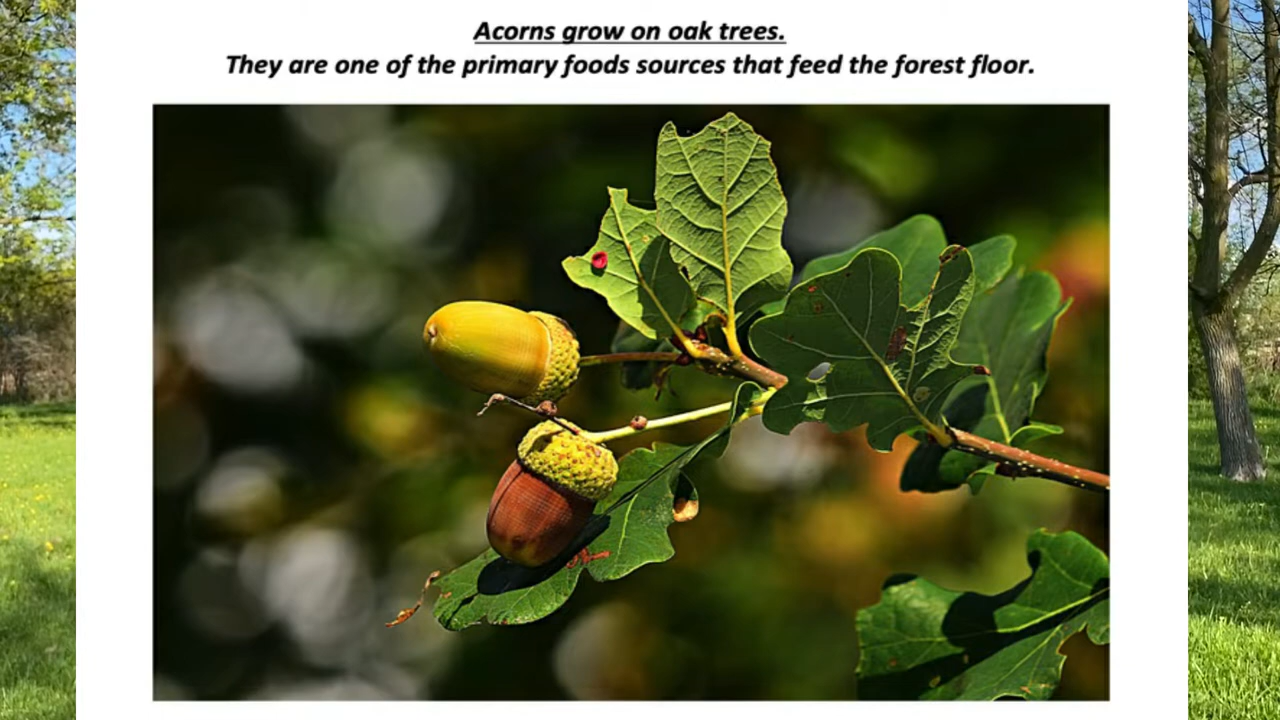 Acorns grow on oak trees.
They are one of the primary foods sources that feed the forest floor.